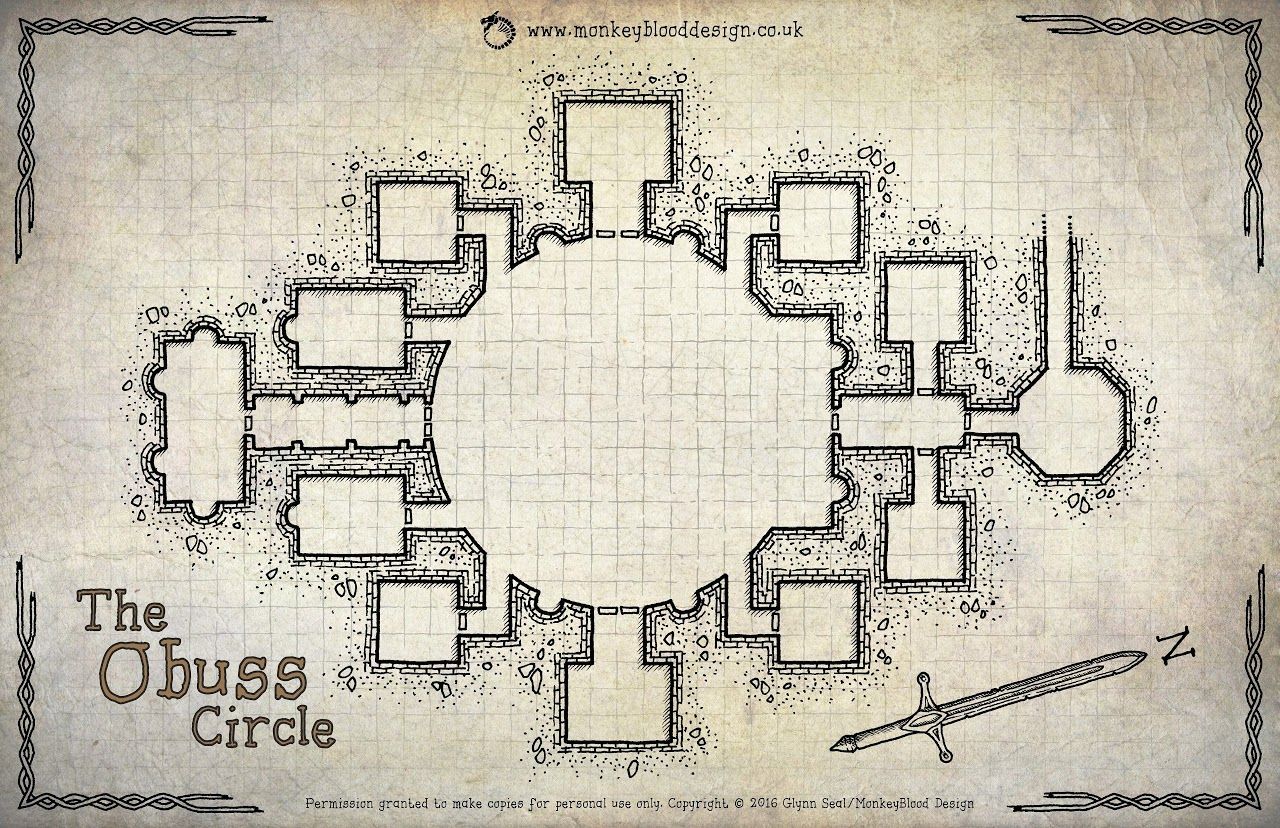 www.monkeyblooddesign.co.uk
The
Obuss
Circle
N
Permission granted to make copies for personal use only. Copyright © 2016 Glynn Seal/MonkeyBlood Design